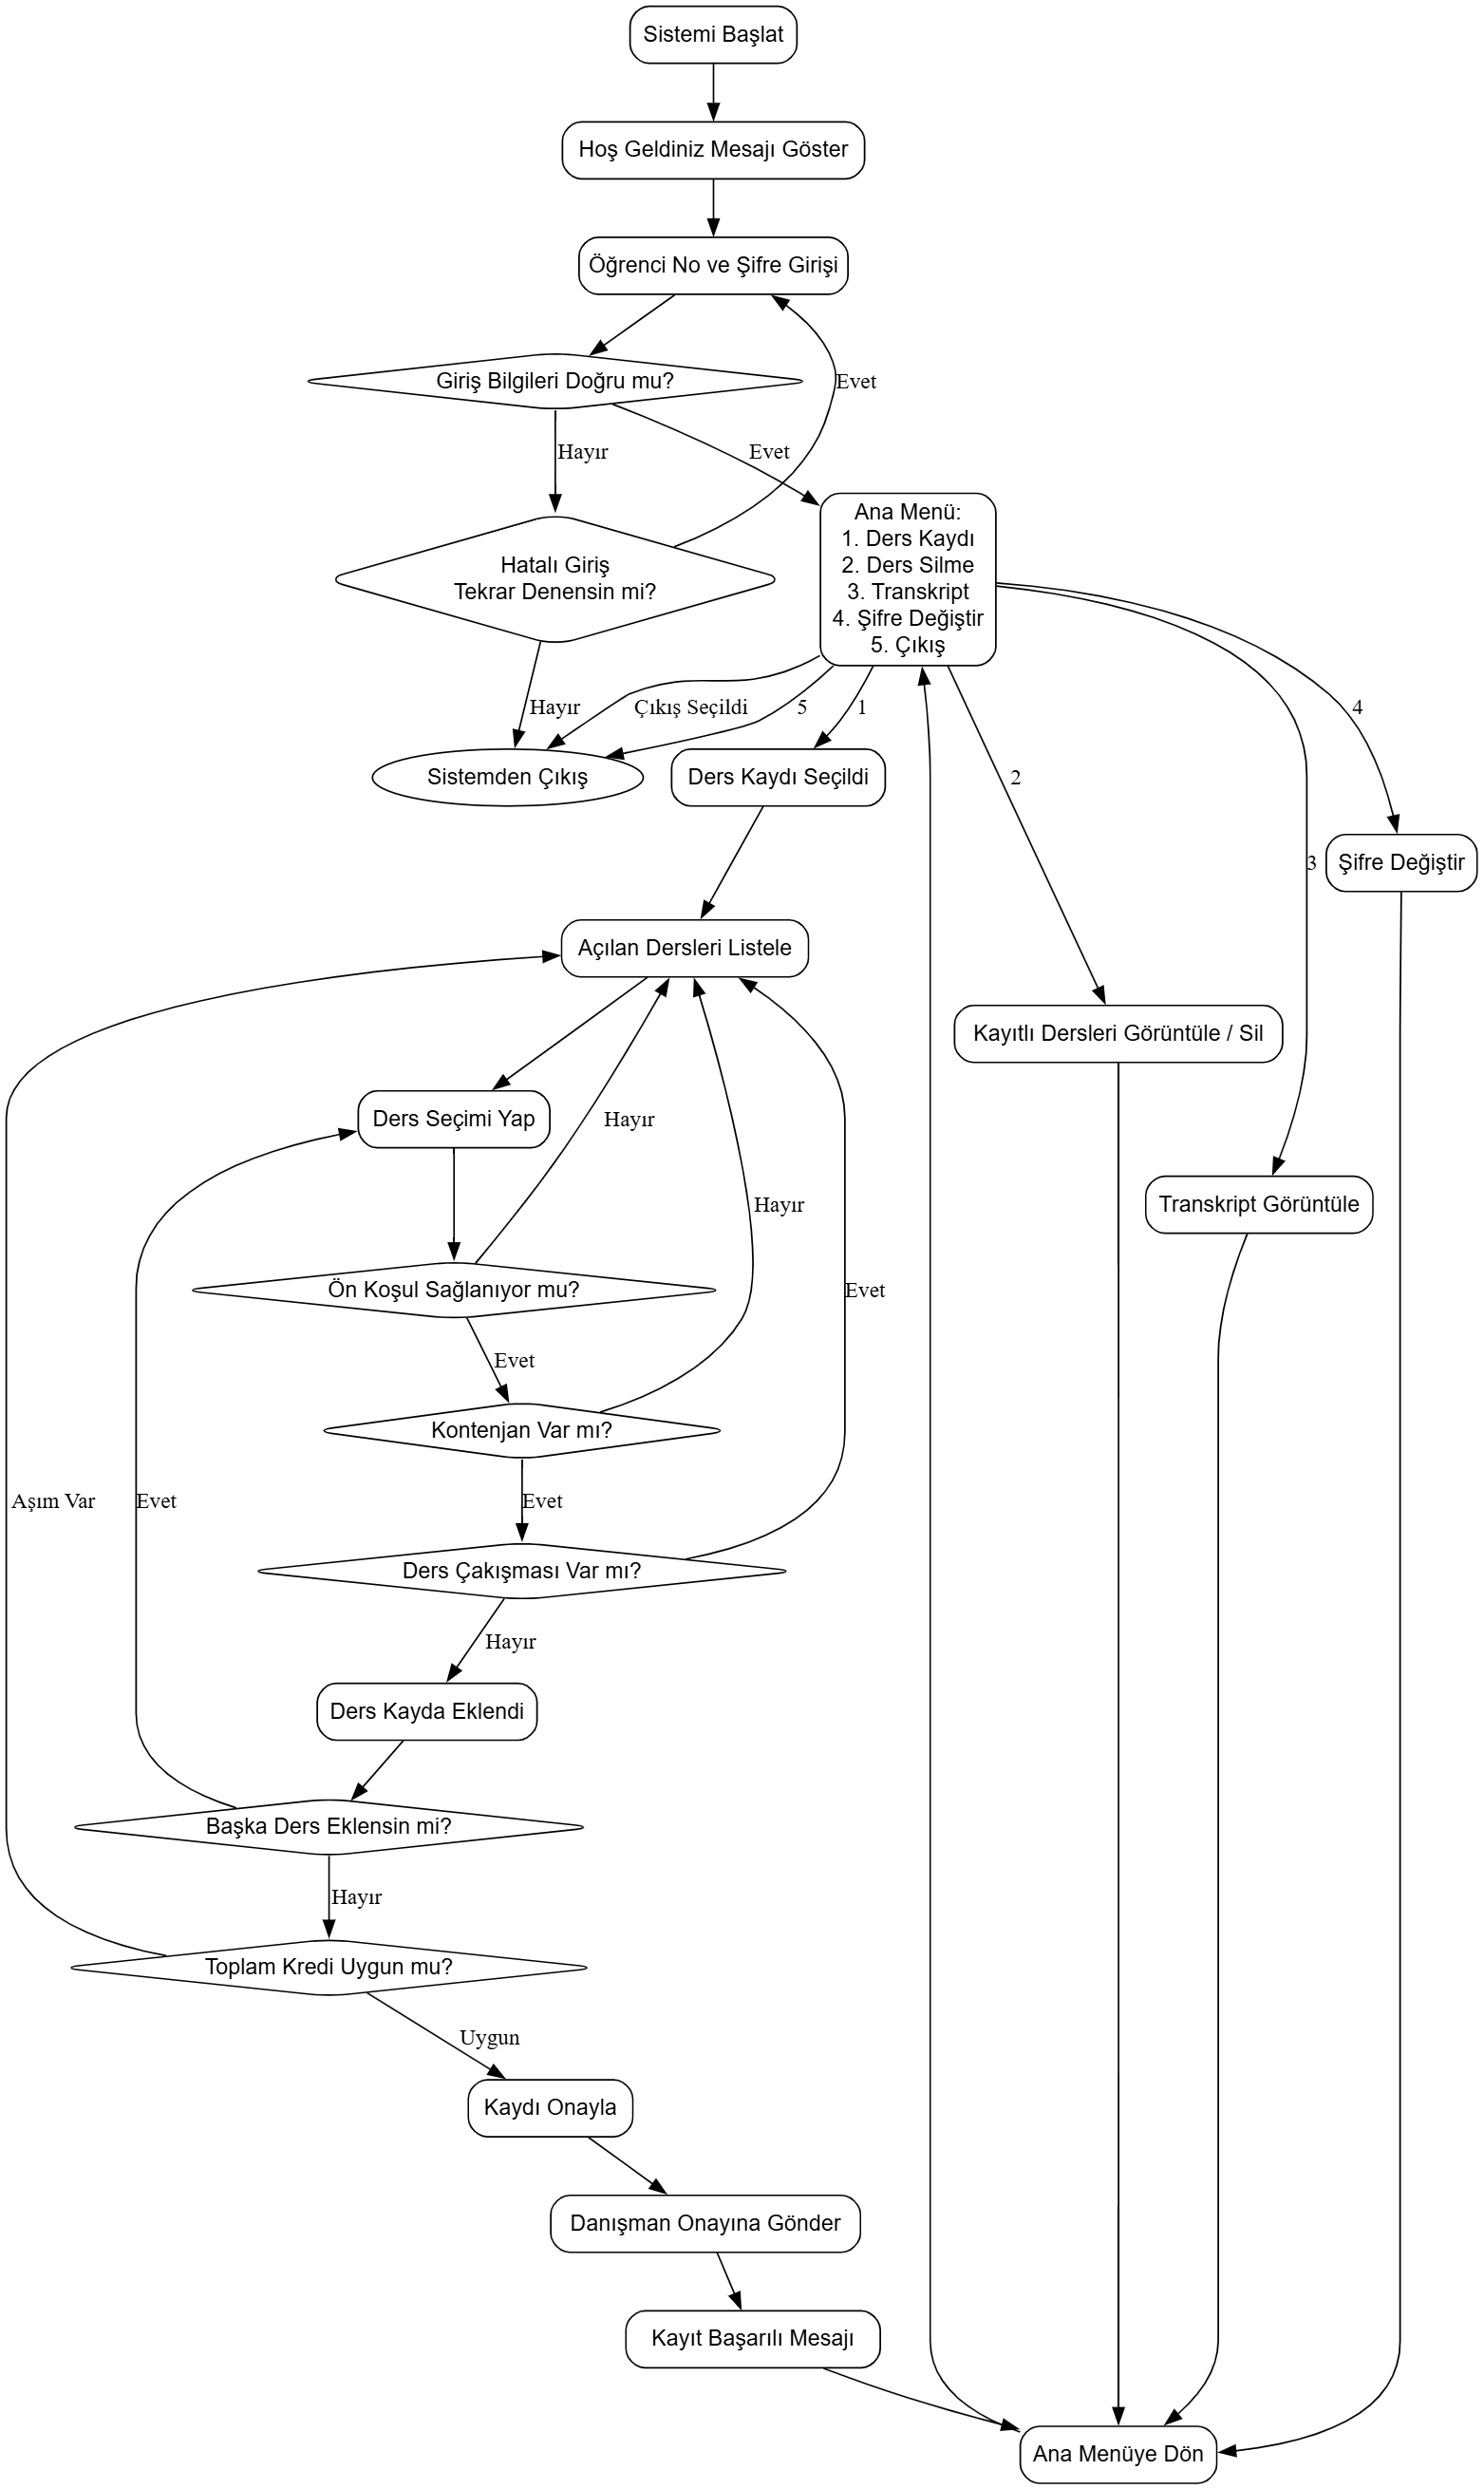 Sistemi Başlat
Hoş Geldiniz Mesajı Göster
Öğrenci No ve Şifre Girişi
Giriş Bilgileri Doğru mu?
Evet
Hayır
Evet
Hatalı Giriş
Tekrar Denensin mi?
Ana Menü:
1. Ders Kaydı
2. Ders Silme
3. Transkript
4. Şifre Değiştir
5. Çıkış
Hayır
Çıkış Seçildi
5
1
4
2
Sistemden Çıkış
Ders Kaydı Seçildi
3
Şifre Değiştir
Açılan Dersleri Listele
Kayıtlı Dersleri Görüntüle / Sil
Ders Seçimi Yap
Hayır
Hayır
Transkript Görüntüle
Ön Koşul Sağlanıyor mu?
Evet
Evet
Kontenjan Var mı?
Aşım Var
Evet
Evet
Ders Çakışması Var mı?
Hayır
Ders Kayda Eklendi
Başka Ders Eklensin mi?
Hayır
Toplam Kredi Uygun mu?
Uygun
Kaydı Onayla
Danışman Onayına Gönder
Kayıt Başarılı Mesajı
Ana Menüye Dön